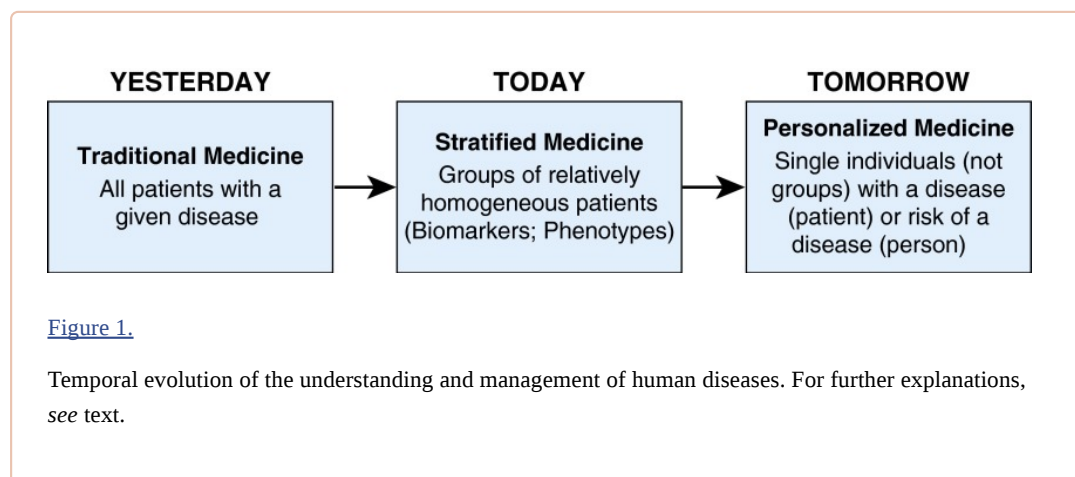 YESTERDAY
Traditional Medicine
All patients with a
given disease
TODAY
Stratified Medicine
Groups of relatively
homogeneous patients
(Biomarkers; Phenotypes)
TOMORROW
Personalized Medicine
Single individuals (not
groups) with a disease
(patient) or risk of a
disease (person)
Figure 1.
Temporal evolution of the understanding and management of human diseases. For further explanations,
see text.